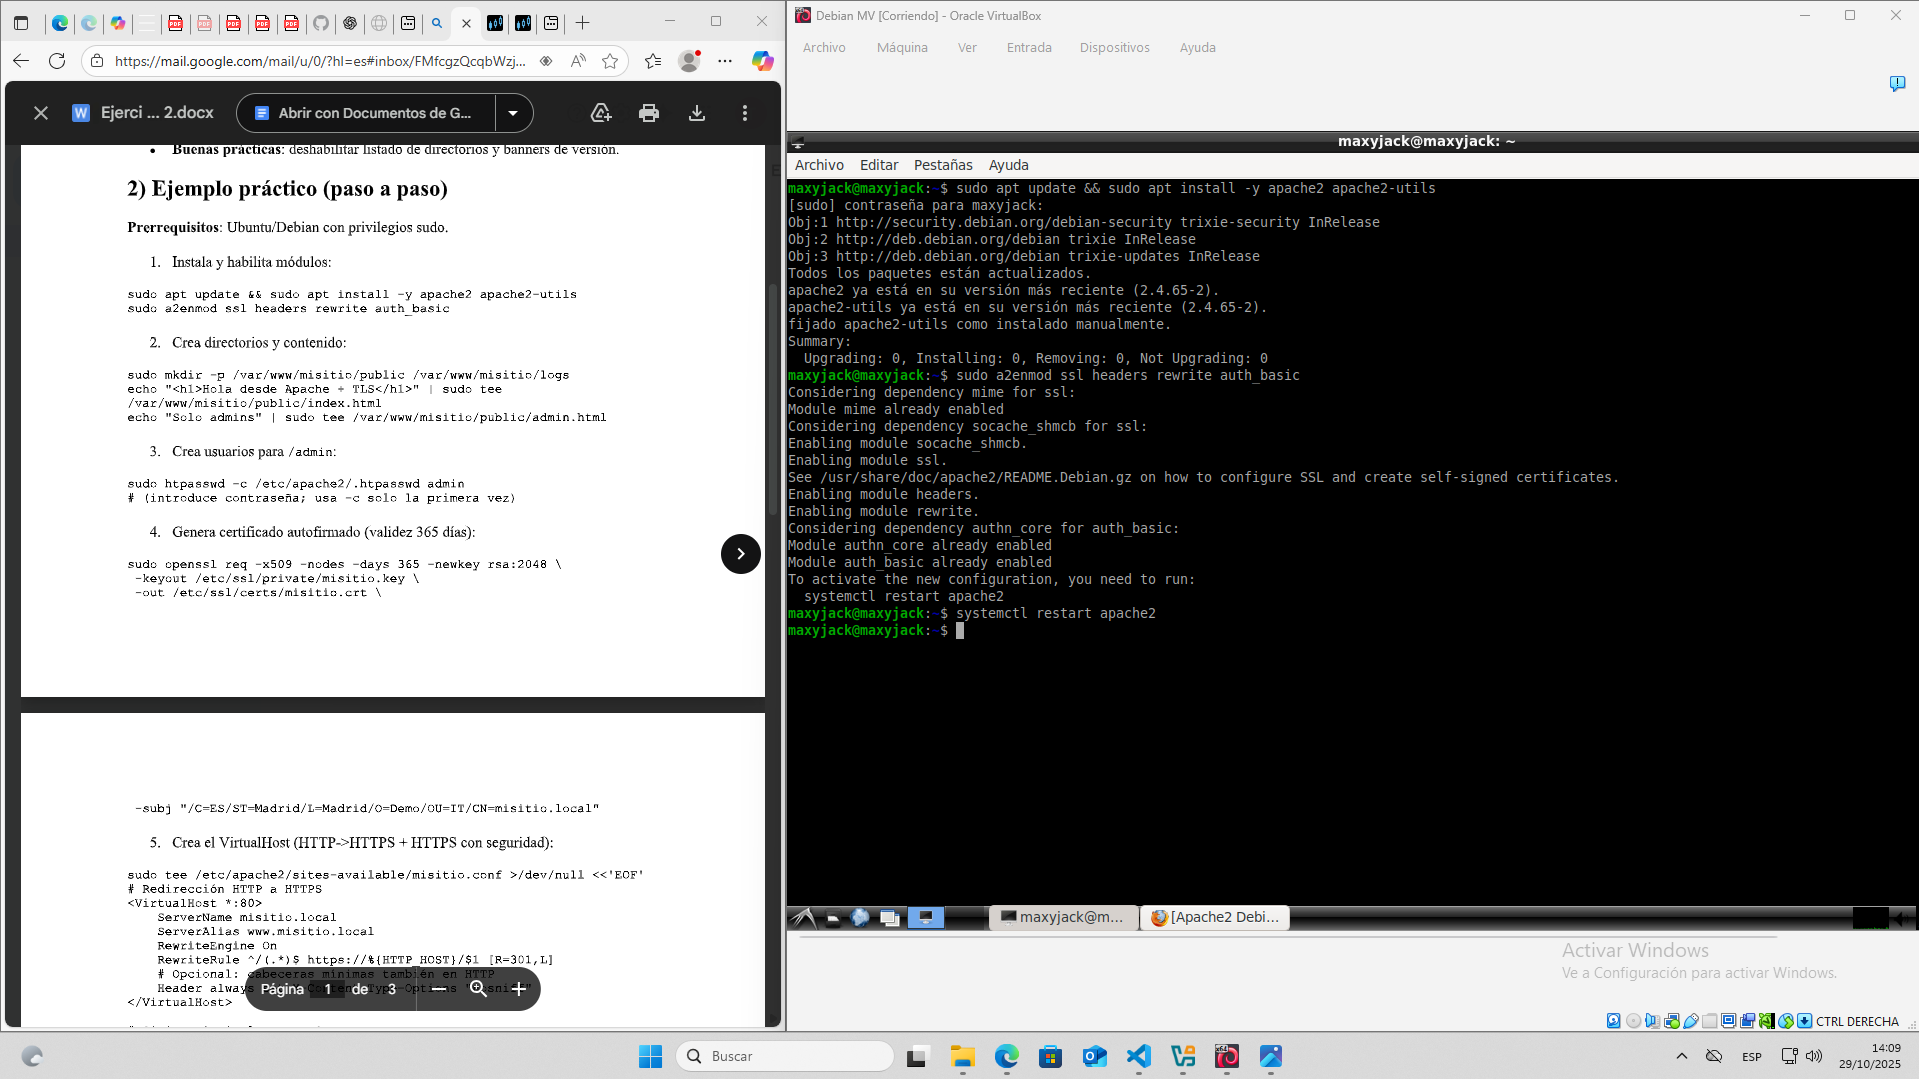 https://mail.google.com/mail/u/0/?hl=es#inbox/FMfcgzQcqbWzj...
Ejerci ... 2.docx
Abrir con Documentos de G...
Buenas prácticas: deshabilitar listado de directorios y banners de versión.
2) Ejemplo práctico (paso a paso)
Prerrequisitos: Ubuntu/Debian con privilegios sudo.
1. Instala y habilita módulos:
sudo apt update && sudo apt install -y apache2 apache2-utils
sudo a2enmod ssl headers rewrite auth_basic
2. Crea directorios y contenido:
sudo mkdir -p /var/www/misitio/public /var/www/misitio/logs
echo "<h1>Hola desde Apache + TLS</h1>" | sudo tee
/var/www/misitio/public/index.html
echo "Solo admins" | sudo tee /var/www/misitio/public/admin.html
3. Crea usuarios para /admin:
sudo htpasswd -c /etc/apache2/.htpasswd admin
# (introduce contraseña; usa -c solo la primera vez)
4. Genera certificado autofirmado (validez 365 días):
sudo openssl req -x509 -nodes -days 365 -newkey rsa:2048 \
-keyout /etc/ssl/private/misitio.key \
-out /etc/ssl/certs/misitio.crt \
-subj "/C=ES/ST=Madrid/L=Madrid/O=Demo/OU=IT/CN=misitio.local"
5. Crea el VirtualHost (HTTP->HTTPS + HTTPS con seguridad):
sudo tee /etc/apache2/sites-available/misitio.conf >/dev/null <<'EOF'
# Redirección HTTP a HTTPS
<VirtualHost *:80>
ServerName misitio.local
ServerAlias www.misitio.local
RewriteEngine On
RewriteRule ^/(.*)$ https://%{HTTP_HOST}/$1 [R=301,L]
# Opcional: cabeceras mínimas también en HTTP
Header always
</VirtualHost>
Página 1 de 3
Debian MV [Corriendo] - Oracle VirtualBox
Archivo Máquina Ver Entrada Dispositivos Ayuda
maxyjack@maxyjack: ~
Archivo Editar Pestañas Ayuda
maxyjack@maxyjack:~$ sudo apt update && sudo apt install -y apache2 apache2-utils
[sudo] contraseña para maxyjack:
Obj:1 http://security.debian.org/debian-security trixie-security InRelease
Obj:2 http://deb.debian.org/debian trixie InRelease
Obj:3 http://deb.debian.org/debian trixie-updates InRelease
Todos los paquetes están actualizados.
apache2 ya está en su versión más reciente (2.4.65-2).
apache2-utils ya está en su versión más reciente (2.4.65-2).
fijado apache2-utils como instalado manualmente.
Summary:
Upgrading: 0, Installing: 0, Removing: 0, Not Upgrading: 0
maxyjack@maxyjack:~$ sudo a2enmod ssl headers rewrite auth_basic
Considering dependency mime for ssl:
Module mime already enabled
Considering dependency socache_shmcb for ssl:
Enabling module socache_shmcb.
Enabling module ssl.
See /usr/share/doc/apache2/README.Debian.gz on how to configure SSL and create self-signed certificates.
Enabling module headers.
Enabling module rewrite.
Considering dependency authn_core for auth_basic:
Module authn_core already enabled
Module auth_basic already enabled
To activate the new configuration, you need to run:
systemctl restart apache2
maxyjack@maxyjack:~$ systemctl restart apache2
maxyjack@maxyjack:~$
maxyjack@m...
[Apache2 Debi...
Activar Windows
Ve a Configuración para activar Windows.
CTRL DERECHA
Buscar
ESP
14:09
29/10/2025